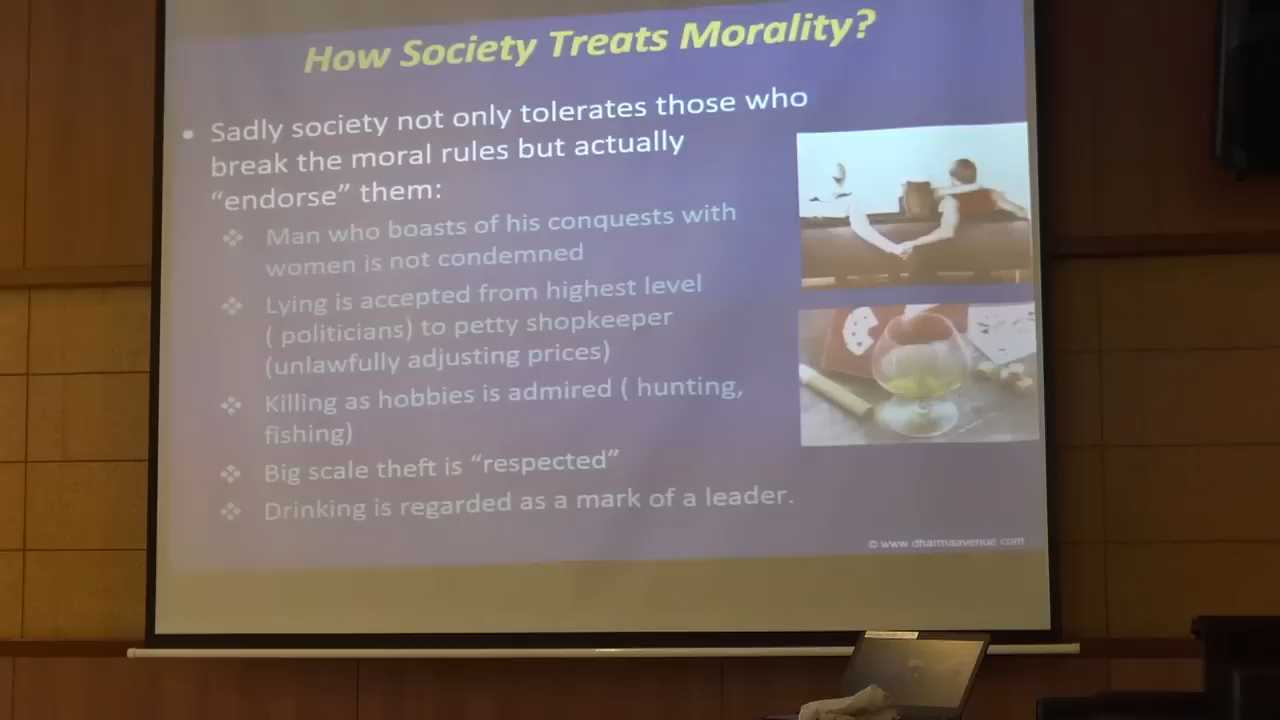 How Society Treats Morality?
• Sadly society not only tolerates those who
break the moral rules but actually
“endorse” them:
❖ Man who boasts of his conquests with
women is not condemned
❖ Lying is accepted from highest level
( politicians) to petty shopkeeper
(unlawfully adjusting prices)
❖ Killing as hobbies is admired ( hunting,
fishing)
❖ Big scale theft is “respected”
❖ Drinking is regarded as a mark of a leader.
© www dharmaavenue com